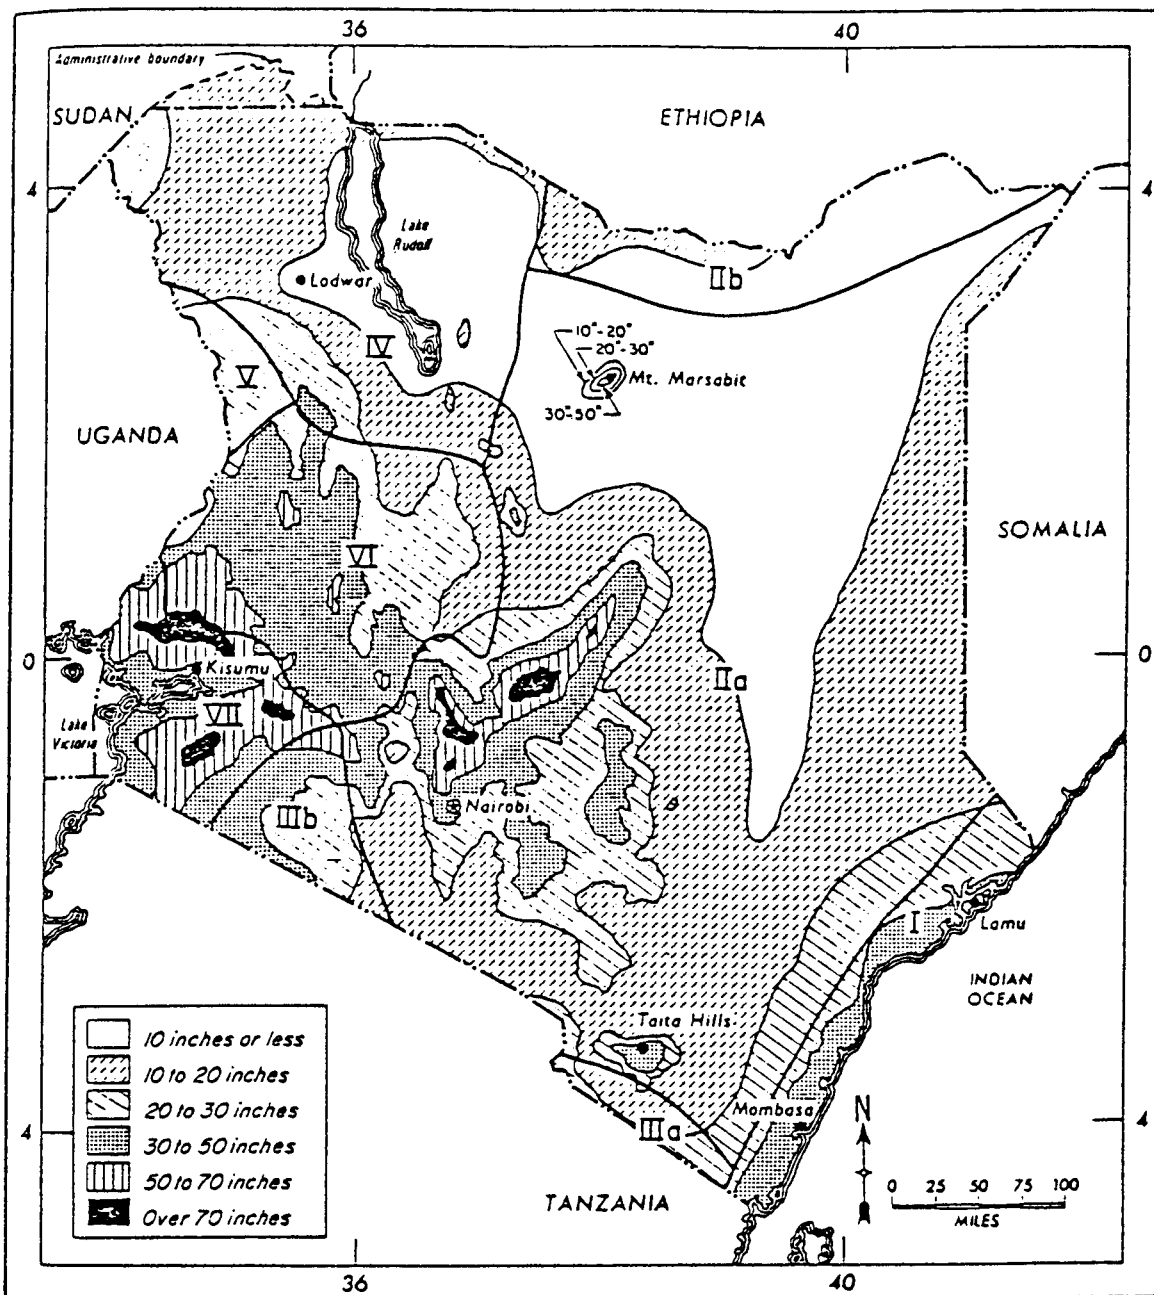 36
40
Administrative boundary
SUDAN
ETHIOPIA
4
4
Lake
Rudolf
Lodwar
IIb
IV
10"-20"
20"-30"
Mt. Marsabit
30"-50"
V
UGANDA
SOMALIA
VI
0
0
Kisumu
IIa
VII
Lake
Victoria
Nairobi
IIIb
I
Lamu
INDIAN
OCEAN
10 inches or less
10 to 20 inches
20 to 30 inches
30 to 50 inches
50 to 70 inches
Over 70 inches
Taita Hills
Mombasa
N
IIIa
4
4
0 25 50 75 100
MILES
TANZANIA
36
40